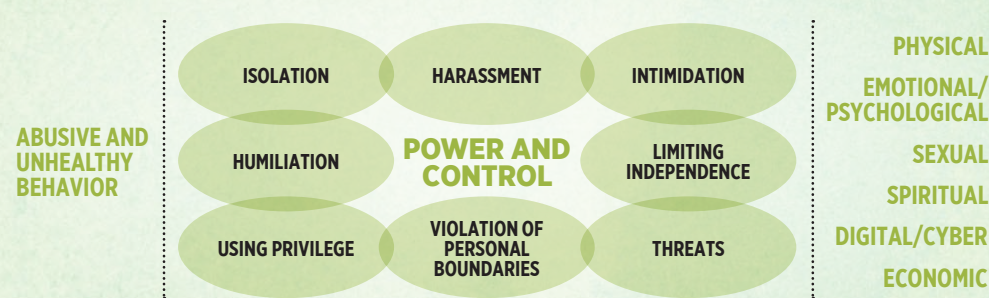 ABUSIVE AND
UNHEALTHY
BEHAVIOR
ISOLATION
HARASSMENT
INTIMIDATION
HUMILIATION
POWER AND
CONTROL
LIMITING
INDEPENDENCE
USING PRIVILEGE
VIOLATION OF
PERSONAL
BOUNDARIES
THREATS
PHYSICAL
EMOTIONAL/
PSYCHOLOGICAL
SEXUAL
SPIRITUAL
DIGITAL/CYBER
ECONOMIC